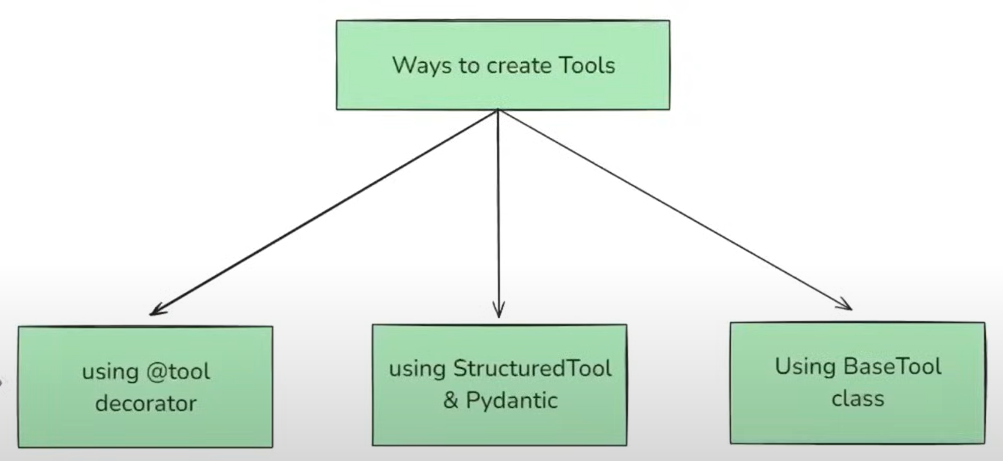 Ways to create Tools
using @tool
decorator
using StructuredTool
& Pydantic
Using BaseTool
class